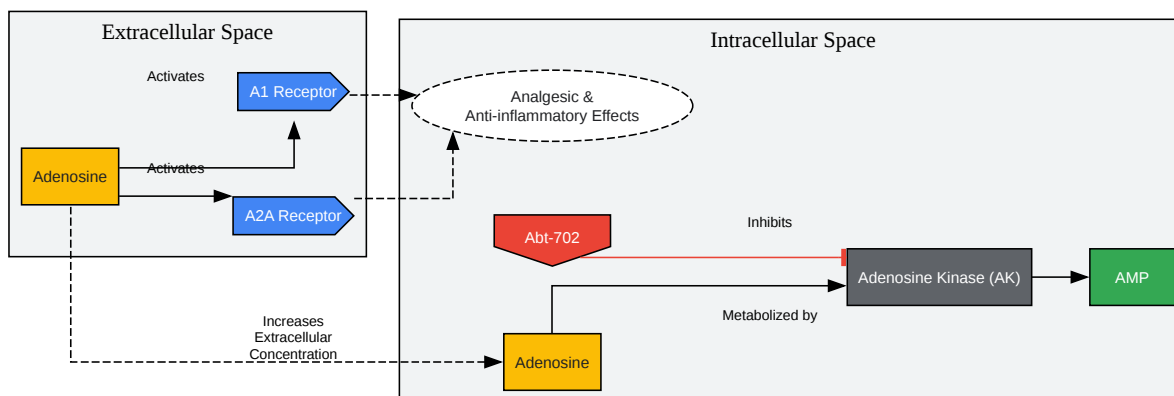 Extracellular Space
Activates
A1 Receptor
Adenosine
Activates
A2A Receptor
Intracellular Space
Analgesic &
Anti-inflammatory Effects
Abt-702
Inhibits
Adenosine Kinase (AK)
AMP
Metabolized by
Increases
Extracellular
Concentration
Adenosine